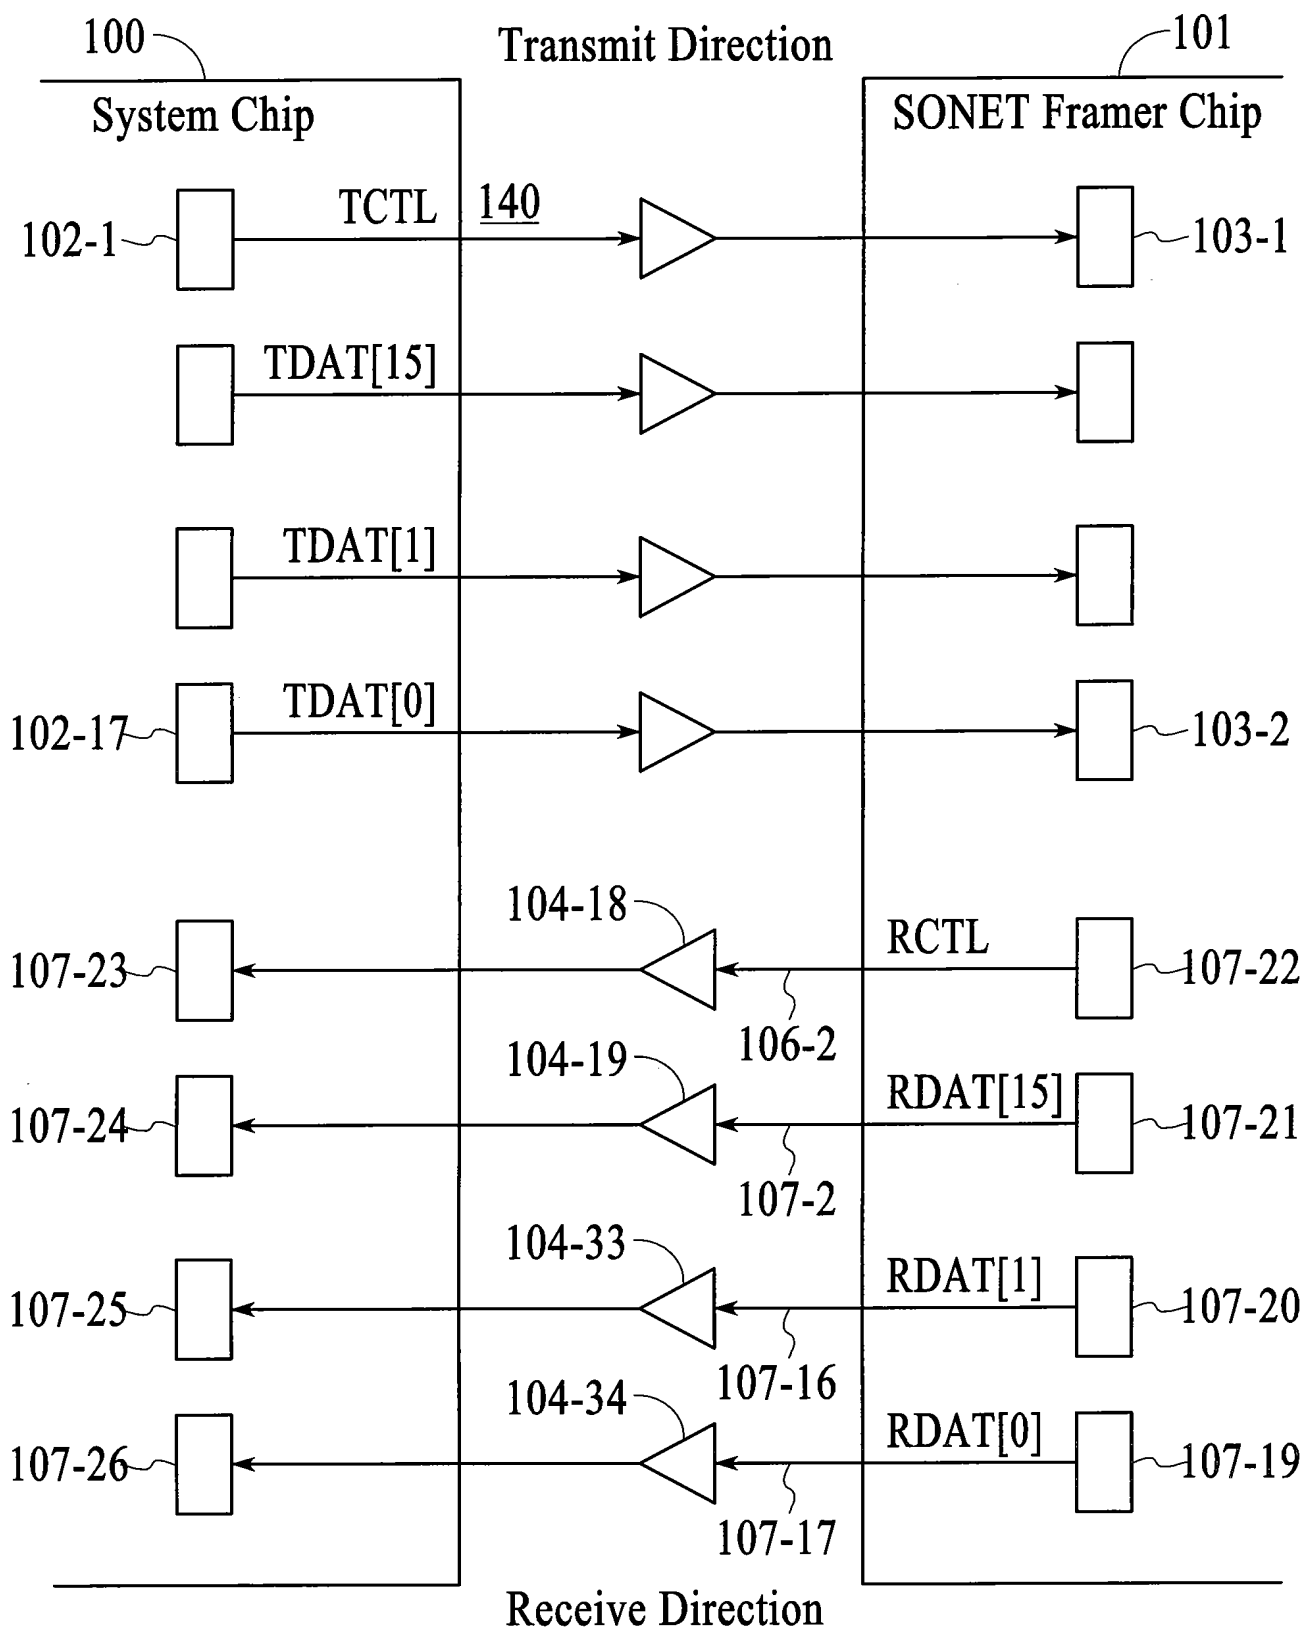 100
Transmit Direction
101
System Chip
SONET Framer Chip
TCTL
140
102-1
103-1
TDAT[15]
TDAT[1]
TDAT[0]
102-17
103-2
104-18
RCTL
107-23
107-22
106-2
104-19
RDAT[15]
107-24
107-21
107-2
104-33
RDAT[1]
107-25
107-20
107-16
104-34
RDAT[0]
107-26
107-19
107-17
Receive Direction